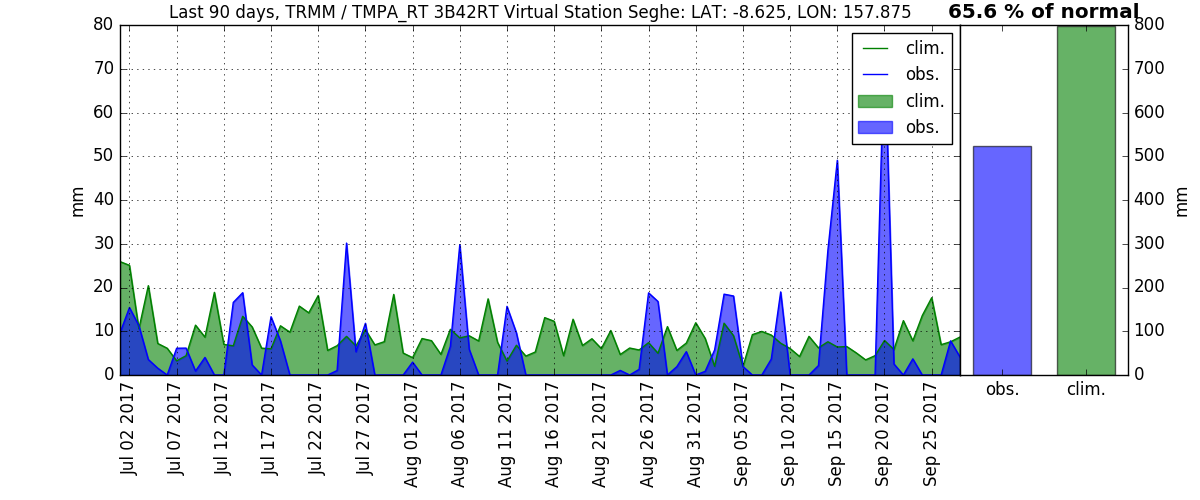 Last 90 days, TRMM / TMPA_RT 3B42RT Virtual Station Seghe: LAT: -8.625, LON: 157.875
65.6 % of normal
80
70
60
50
40
30
20
10
0
mm
clim.
obs.
clim.
obs.
800
700
600
500
400
300
200
100
0
mm
Jul 02 2017
Jul 07 2017
Jul 12 2017
Jul 17 2017
Jul 22 2017
Jul 27 2017
Aug 01 2017
Aug 06 2017
Aug 11 2017
Aug 16 2017
Aug 21 2017
Aug 26 2017
Aug 31 2017
Sep 05 2017
Sep 10 2017
Sep 15 2017
Sep 20 2017
Sep 25 2017
obs.
clim.